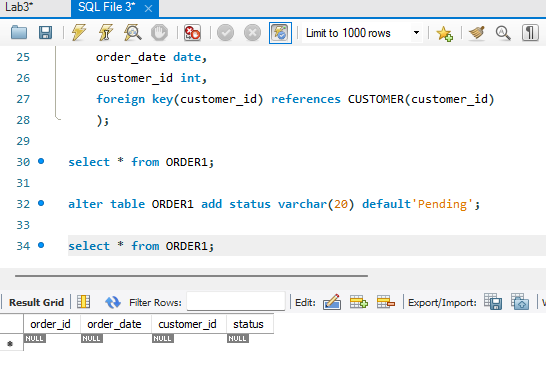 Lab3*
SQL File 3*
Limit to 1000 rows
25 order_date date,
26 customer_id int,
27 foreign key(customer_id) references CUSTOMER(customer_id)
28 );
29
30 select * from ORDER1;
31
32 alter table ORDER1 add status varchar(20) default'Pending';
33
34 select * from ORDER1;
Result Grid Filter Rows: Edit: Export/Import:
order_id order_date customer_id status
NULL NULL NULL NULL